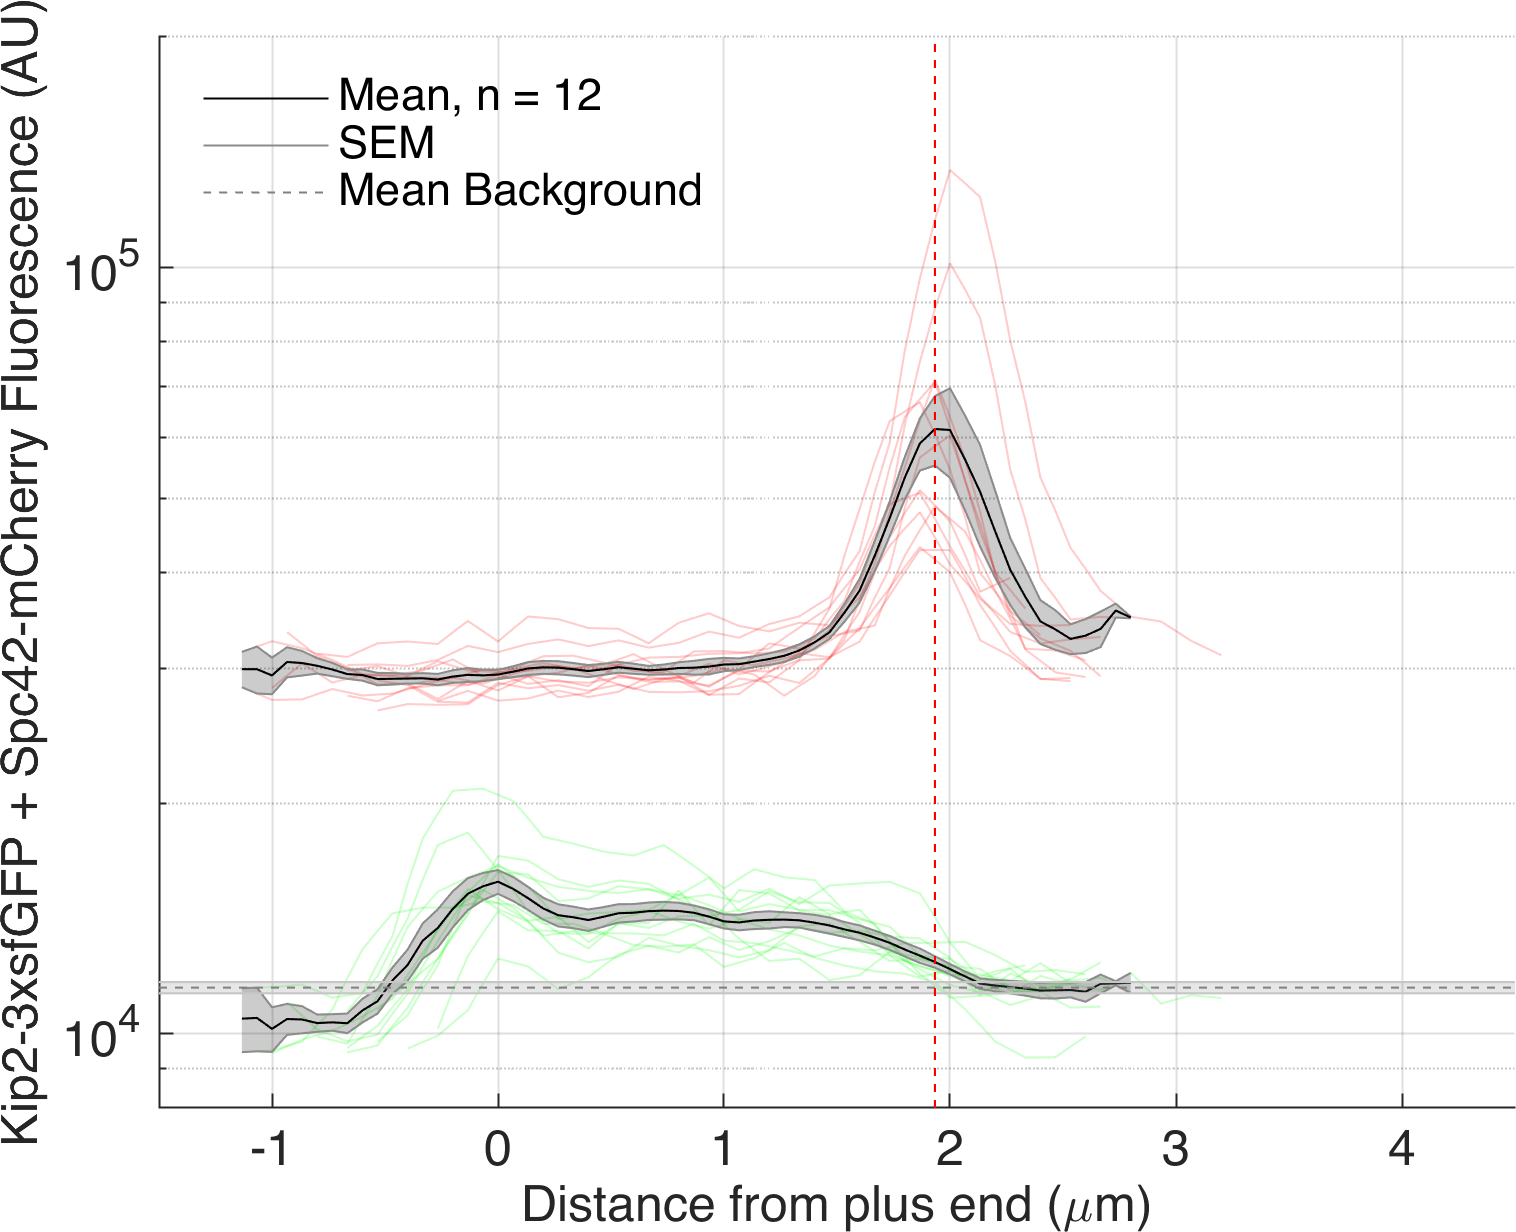 Kip2-3xsfGFP + Spc42-mCherry Fluorescence (AU)
Mean, n = 12
SEM
Mean Background
10^5
10^4
-1 0 1 2 3 4
Distance from plus end (μm)